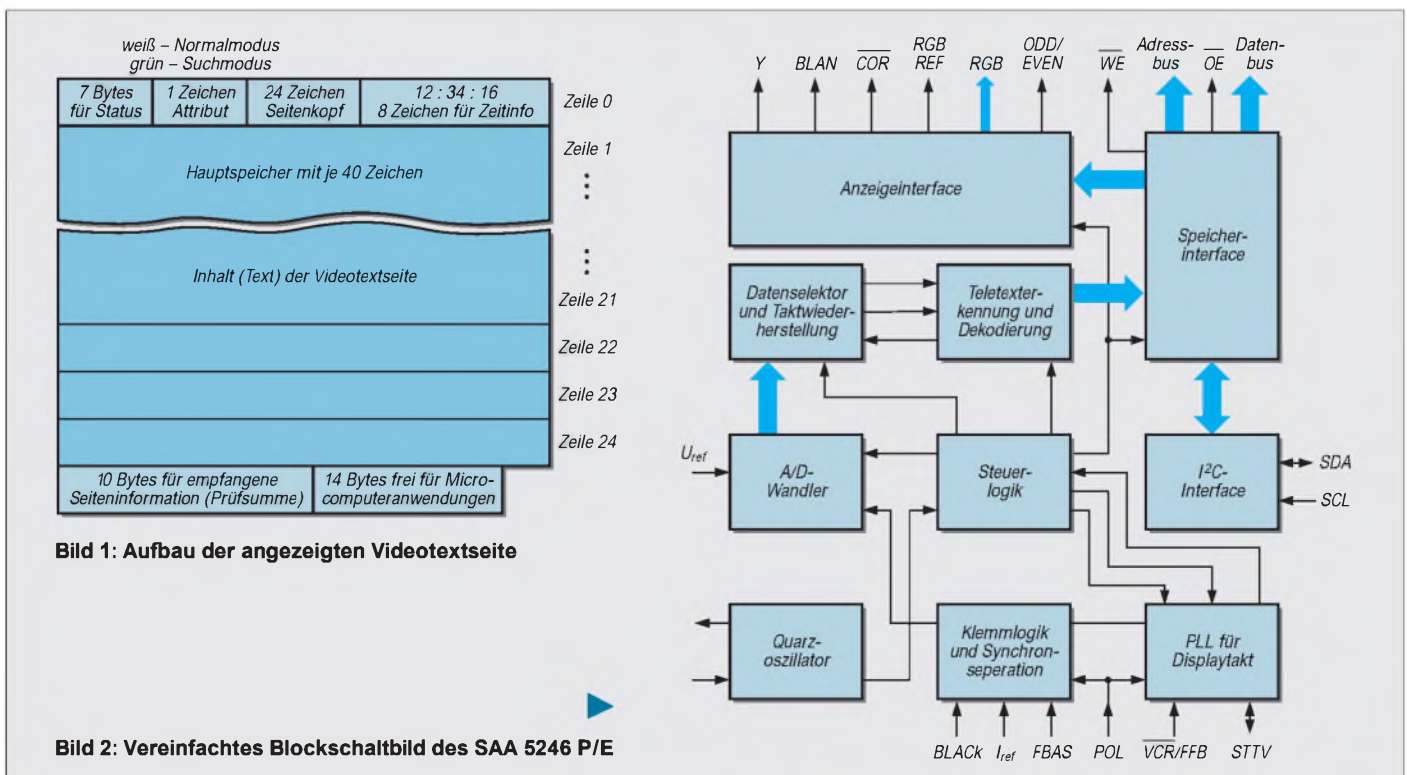 weiß – Normalmodus
grün – Suchmodus
7 Bytes
für Status
1 Zeichen
Attribut
24 Zeichen
Seitenkopf
12 : 34 : 16
8 Zeichen für Zeitinfo
Zeile 0
Zeile 1
Hauptspeicher mit je 40 Zeichen
Inhalt (Text) der Videotextseite
Zeile 21
Zeile 22
Zeile 23
Zeile 24
10 Bytes für empfangene
Seiteninformation (Prüfsumme)
14 Bytes frei für Micro-
computeranwendungen
Bild 1: Aufbau der angezeigten Videotextseite
Y
BLAN
COR
RGB
REF
RGB
ODD/
EVEN
WE
Adress-
bus
OE
Daten-
bus
Anzeigeinterface
Speicher-
interface
Datenselektor
und Taktwieder-
herstellung
Teletexter-
kennung und
Dekodierung
Uref
A/D-
Wandler
Steuer-
logik
I²C-
Interface
SDA
SCL
Quarz-
oszillator
Klemmlogik
und Synchron-
seperation
PLL für
Displaytakt
BLACk
Iref
FBAS
POL
VCR/FFB
STTV
Bild 2: Vereinfachtes Blockschaltbild des SAA 5246 P/E